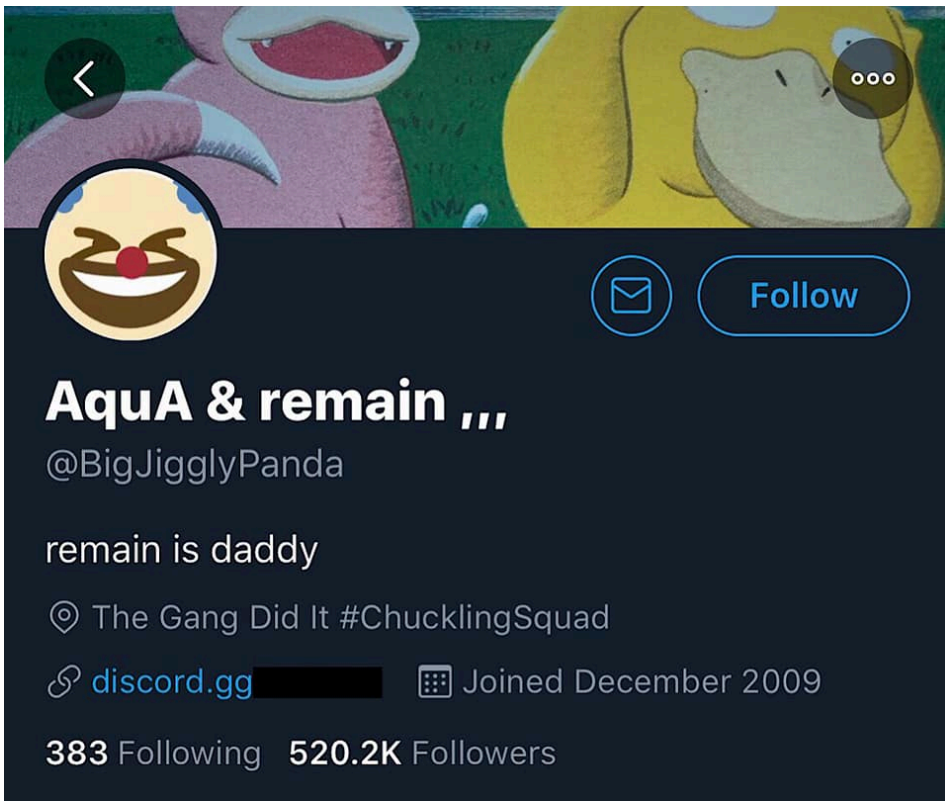 Follow
AquA & remain ,,,
@BigJigglyPanda
remain is daddy
The Gang Did It #ChucklingSquad
discord.gg
Joined December 2009
383 Following 520.2K Followers